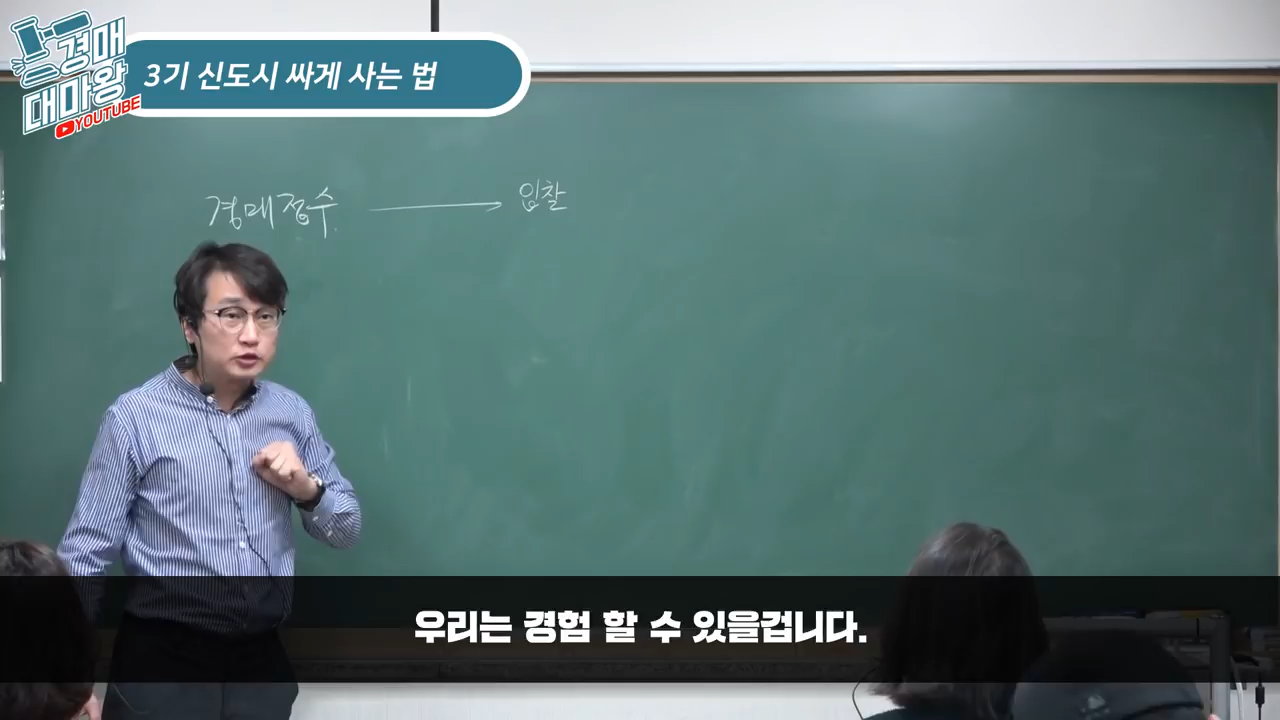 경매
대마왕
YOUTUBE
3기 신도시 싸게 사는 법
경매접수 → 입찰
우리는 경험 할 수 있을겁니다.